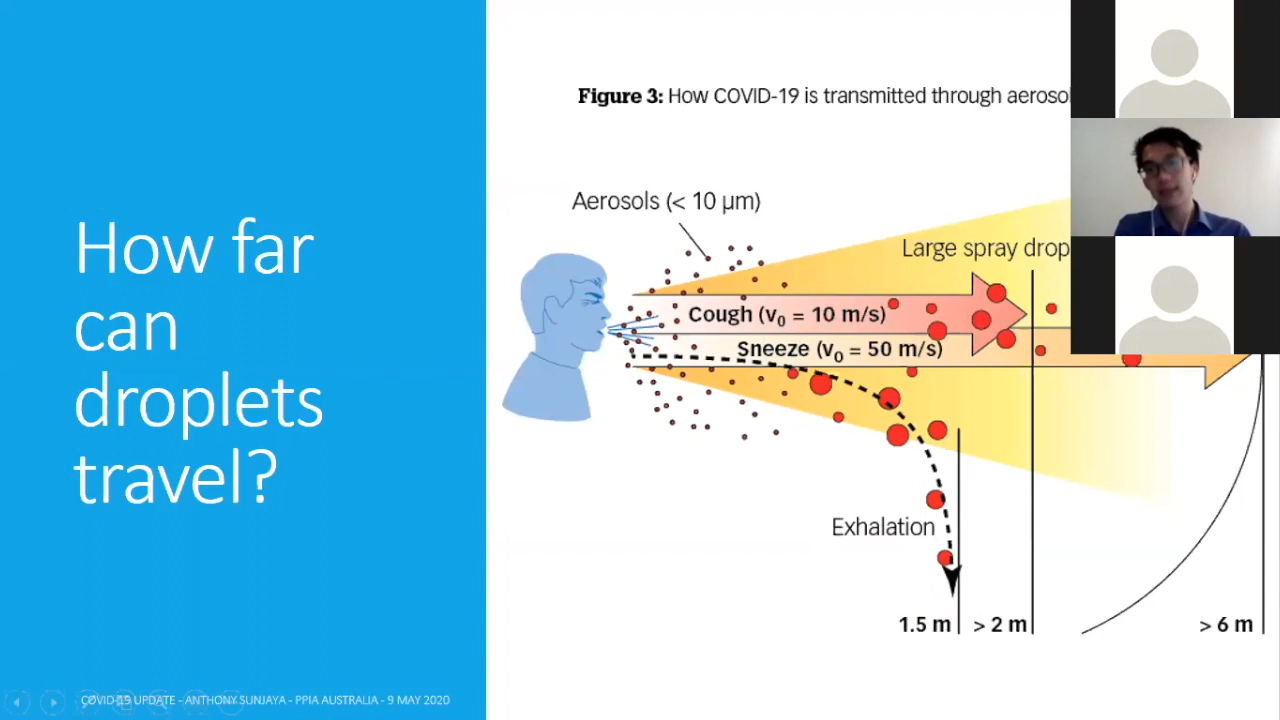 How far
can
droplets
travel?
Figure 3: How COVID-19 is transmitted through aerosol
Aerosols (< 10 μm)
Large spray drop
Cough (v₀ = 10 m/s)
Sneeze (v₀ = 50 m/s)
Exhalation
1.5 m
> 2 m
> 6 m
COVID-19 UPDATE - ANTHONY SUNJAYA - PPIA AUSTRALIA - 9 MAY 2020